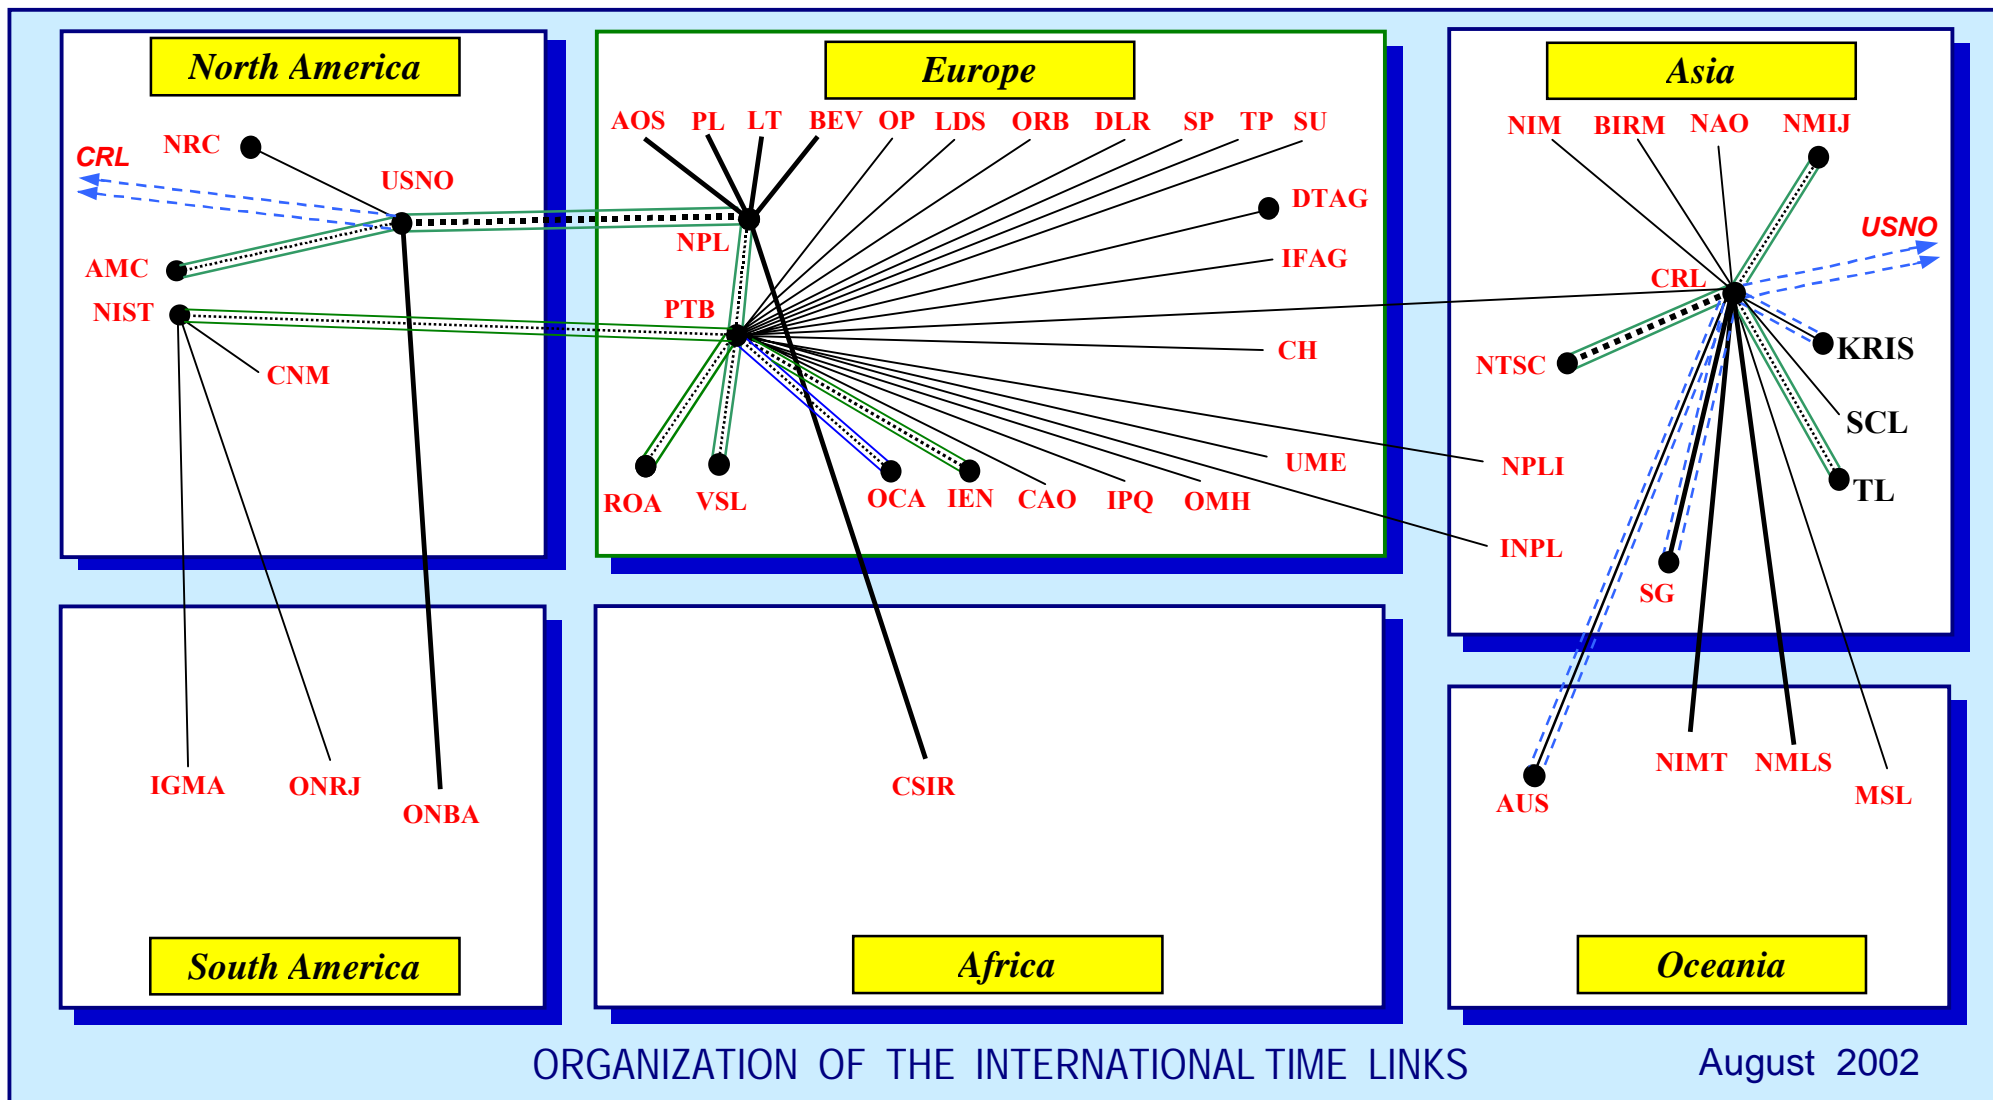 North America
NRC
CRL
USNO
AMC
NIST
CNM
Europe
AOS PL LT BEV OP LDS ORB DLR SP TP SU
DTAG
NPL
IFAG
PTB
CH
UME
ROA VSL OCA IEN CAO IPQ OMH
Asia
NIM BIRM NAO NMIJ
USNO
CRL
KRIS
NTSC
SCL
NPLI
TL
INPL
SG
IGMA ONRJ ONBA
South America
CSIR
Africa
AUS NIMT NMLS MSL
Oceania
ORGANIZATION OF THE INTERNATIONAL TIME LINKS August 2002